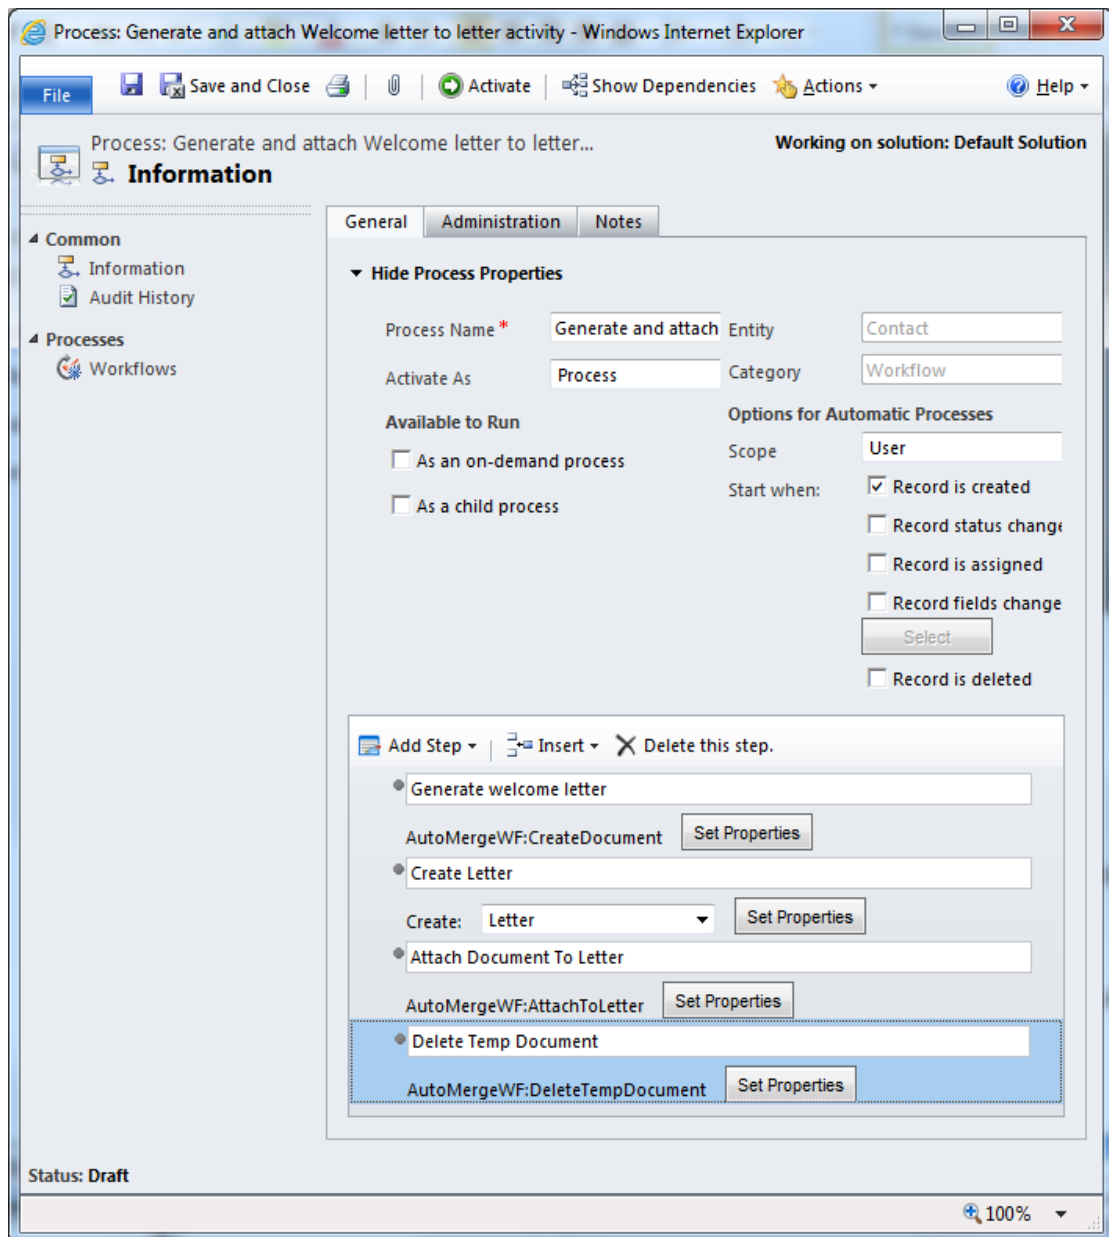 Process: Generate and attach Welcome letter to letter activity - Windows Internet Explorer
File Save and Close Activate Show Dependencies Actions Help
Process: Generate and attach Welcome letter to letter...
Working on solution: Default Solution
Information
Common
Information
Audit History
Processes
Workflows
General Administration Notes
Hide Process Properties
Process Name * Generate and attach Entity Contact
Activate As Process Category Workflow
Available to Run Options for Automatic Processes
As an on-demand process Scope User
As a child process Start when: Record is created
Record status change
Record is assigned
Record fields change
Select
Record is deleted
Add Step Insert Delete this step.
Generate welcome letter
AutoMergeWF:CreateDocument Set Properties
Create Letter
Create: Letter Set Properties
Attach Document To Letter
AutoMergeWF:AttachToLetter Set Properties
Delete Temp Document
AutoMergeWF:DeleteTempDocument Set Properties
Status: Draft
100%